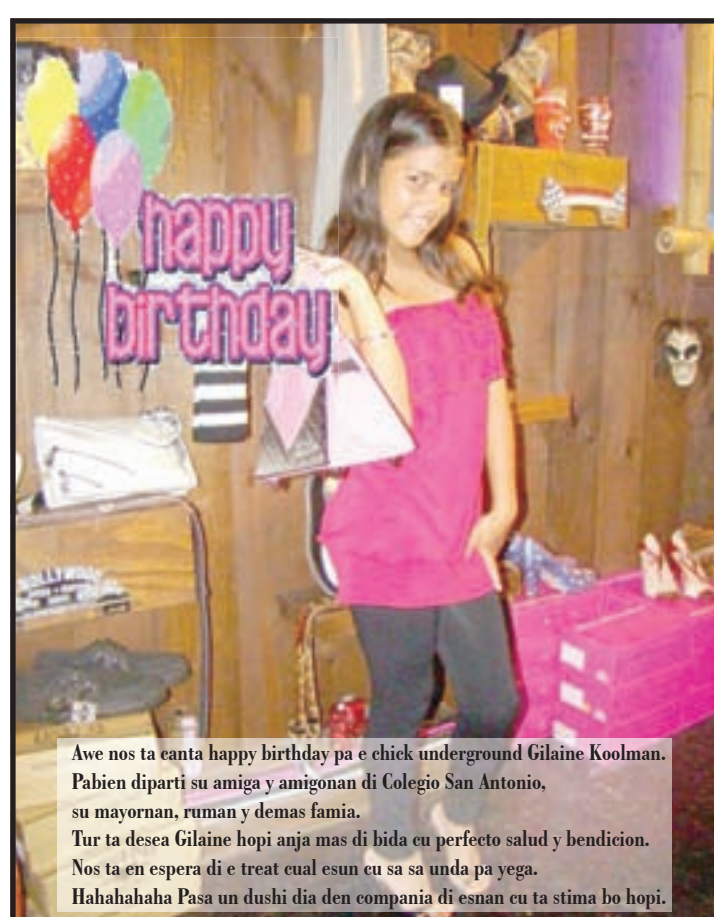 happy
birthday
Awe nos ta canta happy birthday pa e chick underground Gilaine Koolman.
Pabien diparti su amiga y amigonan di Colegio San Antonio,
su mayornan, ruman y demas famia.
Tur ta desea Gilaine hopi anja mas di bida cu perfecto salud y bendicion.
Nos ta en espera di e treat cual esun cu sa sa unda pa yega.
Hahahahaha Pasa un dushi dia den compania di esnan cu ta stima bo hopi.